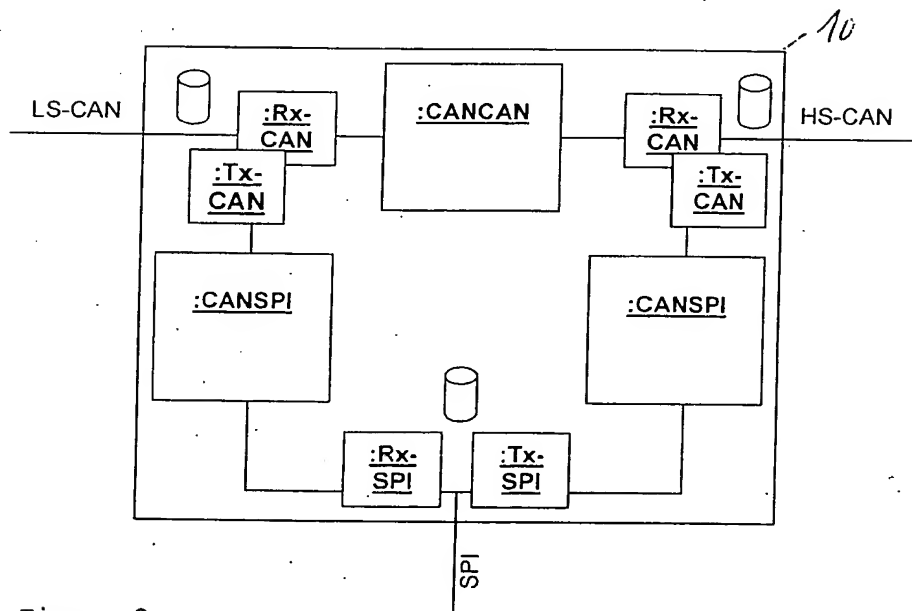 10
LS-CAN
:Rx-
CAN
:CANCAN
:Rx-
CAN
HS-CAN
:Tx-
CAN
:Tx-
CAN
:CANSPI
:CANSPI
:Rx-
SPI
:Tx-
SPI
SPI